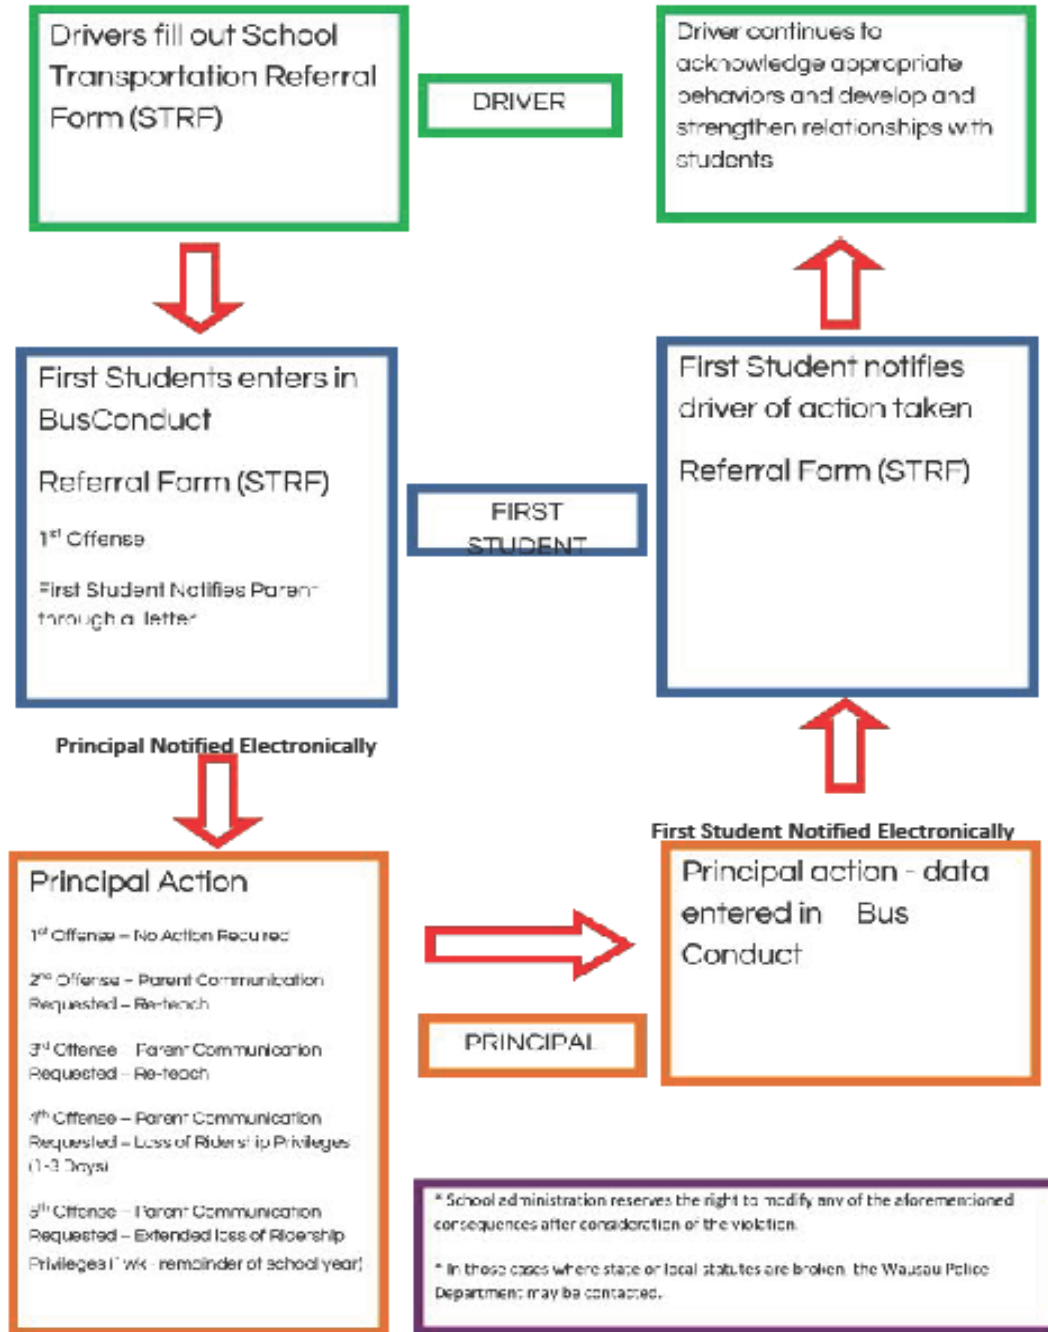 Drivers fill out School
Transportation Referral
Form (STRF)
DRIVER
Driver continues to
acknowledge appropriate
behaviors and develop and
strengthen relationships with
students
First Students enters in
BusConduct
Referral Form (STRF)
1st Offense
First Student Notifies Parent
through a letter
FIRST
STUDENT
First Student notifies
driver of action taken
Referral Form (STRF)
Principal Notified Electronically
First Student Notified Electronically
Principal Action
1st Offense – No Action Required
2nd Offense – Parent Communication
Requested – Re-teach
3rd Offense – Parent Communication
Requested – Re-teach
4th Offense – Parent Communication
Requested – Loss of Ridership Privileges
(1-3 Days)
5th Offense – Parent Communication
Requested – Extended loss of Ridership
Privileges (1 wk - remainder of school year)
PRINCIPAL
Principal action - data
entered in Bus
Conduct
* School administration reserves the right to modify any of the aforementioned
consequences after consideration of the violation.
* In those cases where state or local statutes are broken, the Wausau Police
Department may be contacted.